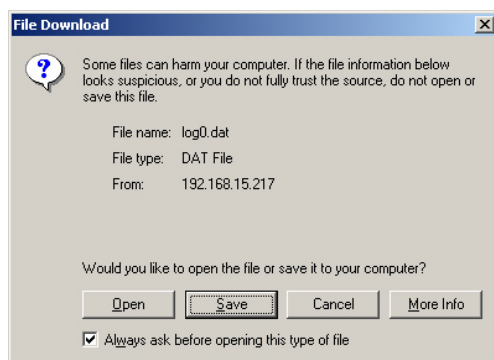 File Download
Some files can harm your computer. If the file information below
looks suspicious, or you do not fully trust the source, do not open or
save this file.
File name: log0.dat
File type: DAT File
From: 192.168.15.217
Would you like to open the file or save it to your computer?
Open Save Cancel More Info
Always ask before opening this type of file